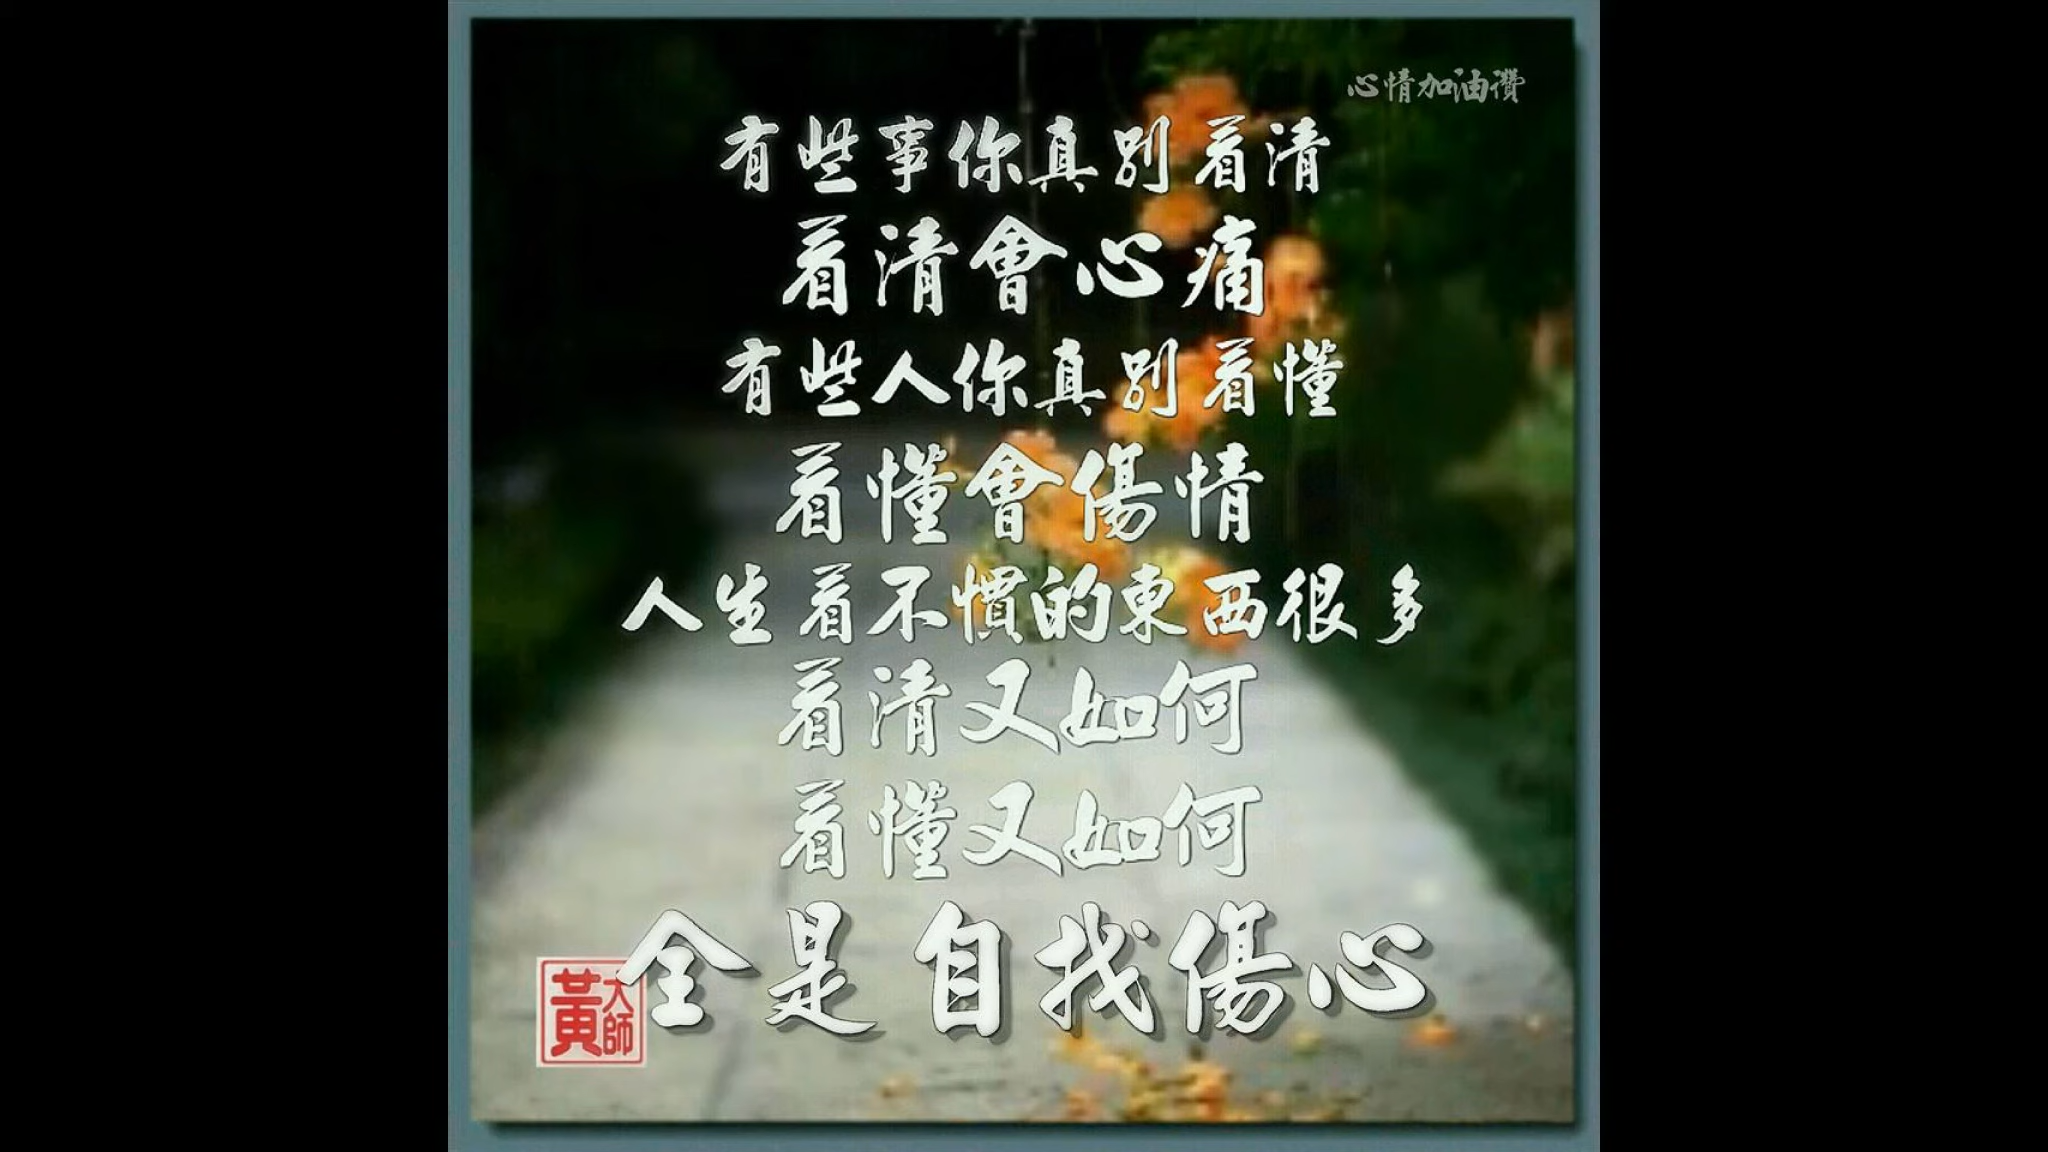 心情加油讚
有些事你真別看清
看清會心痛
有些人你真別看懂
看懂會傷情
人生看不慣的東西很多
看清又如何
看懂又如何
全是自找傷心
黃大師